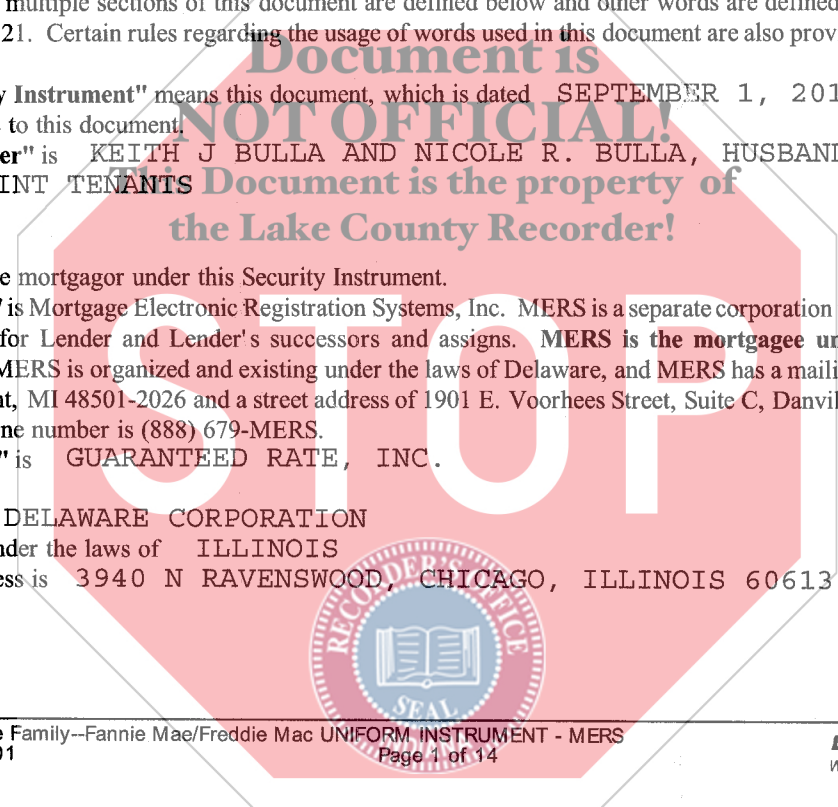 multiple sections of this document are defined below and other words are defined
21. Certain rules regarding the usage of words used in this document are also prov
Document is
y Instrument" means this document, which is dated SEPTEMBER 1, 201
NOT OFFICIAL!
to this document.
er" is KEITH J BULLA AND NICOLE R. BULLA, HUSBAND
INT TENANTS
This Document is the property of
the Lake County Recorder!
e mortgagor under this Security Instrument.
" is Mortgage Electronic Registration Systems, Inc. MERS is a separate corporation
for Lender and Lender's successors and assigns. MERS is the mortgagee un
MERS is organized and existing under the laws of Delaware, and MERS has a maili
nt, MI 48501-2026 and a street address of 1901 E. Voorhees Street, Suite C, Danvil
ne number is (888) 679-MERS.
STOP
" is GUARANTEED RATE, INC.
DELAWARE CORPORATION
nder the laws of ILLINOIS
ess is 3940 N RAVENSWOOD, CHICAGO, ILLINOIS 60613
RECORDER'S OFFICE
SEAL
e Family--Fannie Mae/Freddie Mac UNIFORM INSTRUMENT - MERS
01
Page 1 of 14